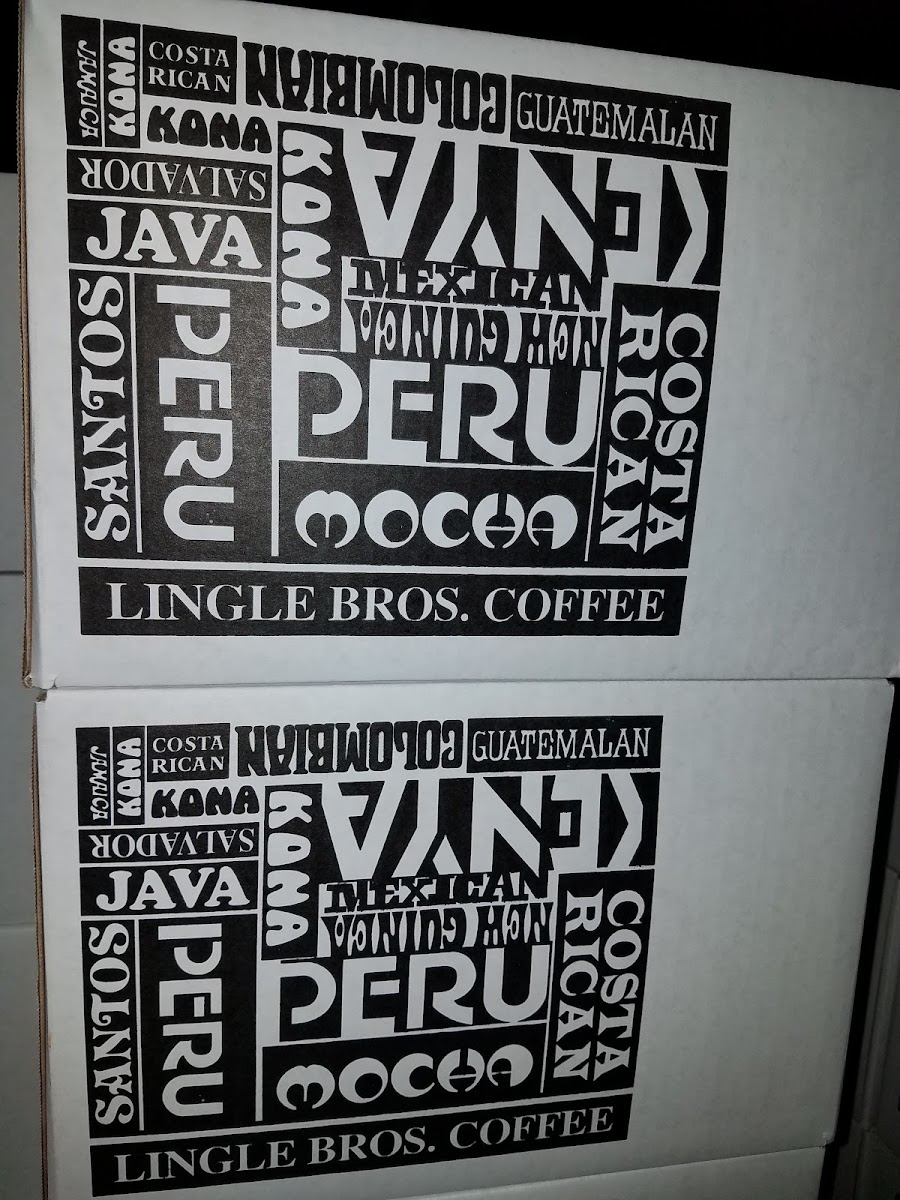 JAMAICA
KONA
COSTA
RICAN
COLOMBIAN
GUATEMALAN
KONA
KONA
KENYA
SALVADOR
JAVA
MEXICAN
NEW GUINEA
SANTOS
PERU
PERU
COSTA
RICAN
MOCHA
LINGLE BROS. COFFEE
JAMAICA
KONA
COSTA
RICAN
COLOMBIAN
GUATEMALAN
KONA
KONA
KENYA
SALVADOR
JAVA
MEXICAN
NEW GUINEA
SANTOS
PERU
PERU
COSTA
RICAN
MOCHA
LINGLE BROS. COFFEE